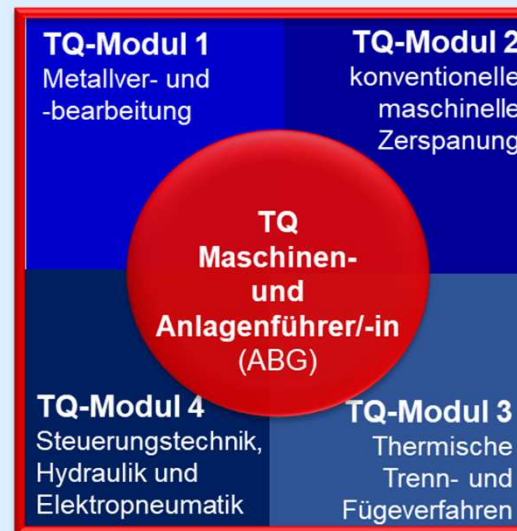 TQ-Modul 1
Metallver- und
-bearbeitung
TQ-Modul 2
konventionelle
maschinelle
Zerspanung
TQ
Maschinen-
und
Anlagenführer/-in
(ABG)
TQ-Modul 4
Steuerungstechnik,
Hydraulik und
Elektropneumatik
TQ-Modul 3
Thermische
Trenn- und
Fügeverfahren